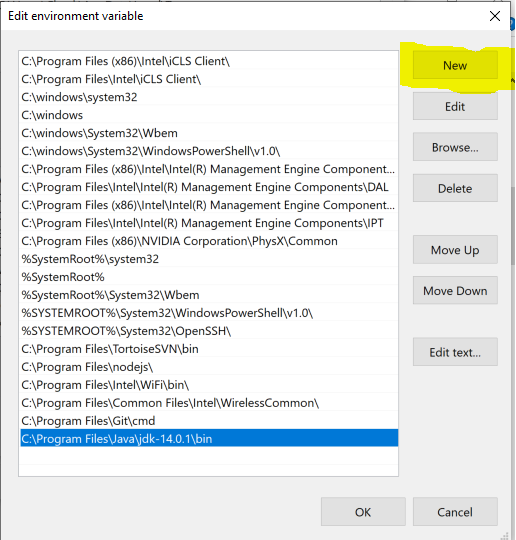 Edit environment variable
C:\Program Files (x86)\Intel\iCLS Client\
C:\Program Files\Intel\iCLS Client\
C:\windows\system32
C:\windows
C:\windows\System32\Wbem
C:\windows\System32\WindowsPowerShell\v1.0\
C:\Program Files (x86)\Intel\Intel(R) Management Engine Component...
C:\Program Files\Intel\Intel(R) Management Engine Components\DAL
C:\Program Files (x86)\Intel\Intel(R) Management Engine Component...
C:\Program Files\Intel\Intel(R) Management Engine Components\IPT
C:\Program Files (x86)\NVIDIA Corporation\PhysX\Common
%SystemRoot%\system32
%SystemRoot%
%SystemRoot%\System32\Wbem
%SYSTEMROOT%\System32\WindowsPowerShell\v1.0\
%SYSTEMROOT%\System32\OpenSSH\
C:\Program Files\TortoiseSVN\bin
C:\Program Files\nodejs\
C:\Program Files\Intel\WiFi\bin\
C:\Program Files\Common Files\Intel\WirelessCommon\
C:\Program Files\Git\cmd
C:\Program Files\Java\jdk-14.0.1\bin
New
Edit
Browse...
Delete
Move Up
Move Down
Edit text...
OK
Cancel